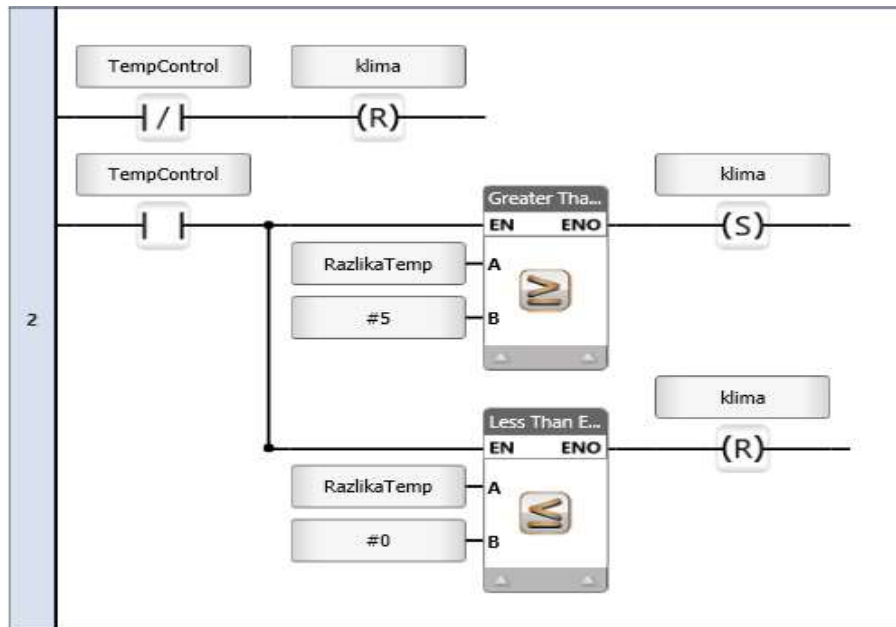 TempControl
klima
/
(R)
TempControl
klima
Greater Tha...
EN ENO
(S)
RazlikaTemp
A
≥
#5
B
2
klima
Less Than E...
EN ENO
(R)
RazlikaTemp
A
≤
#0
B